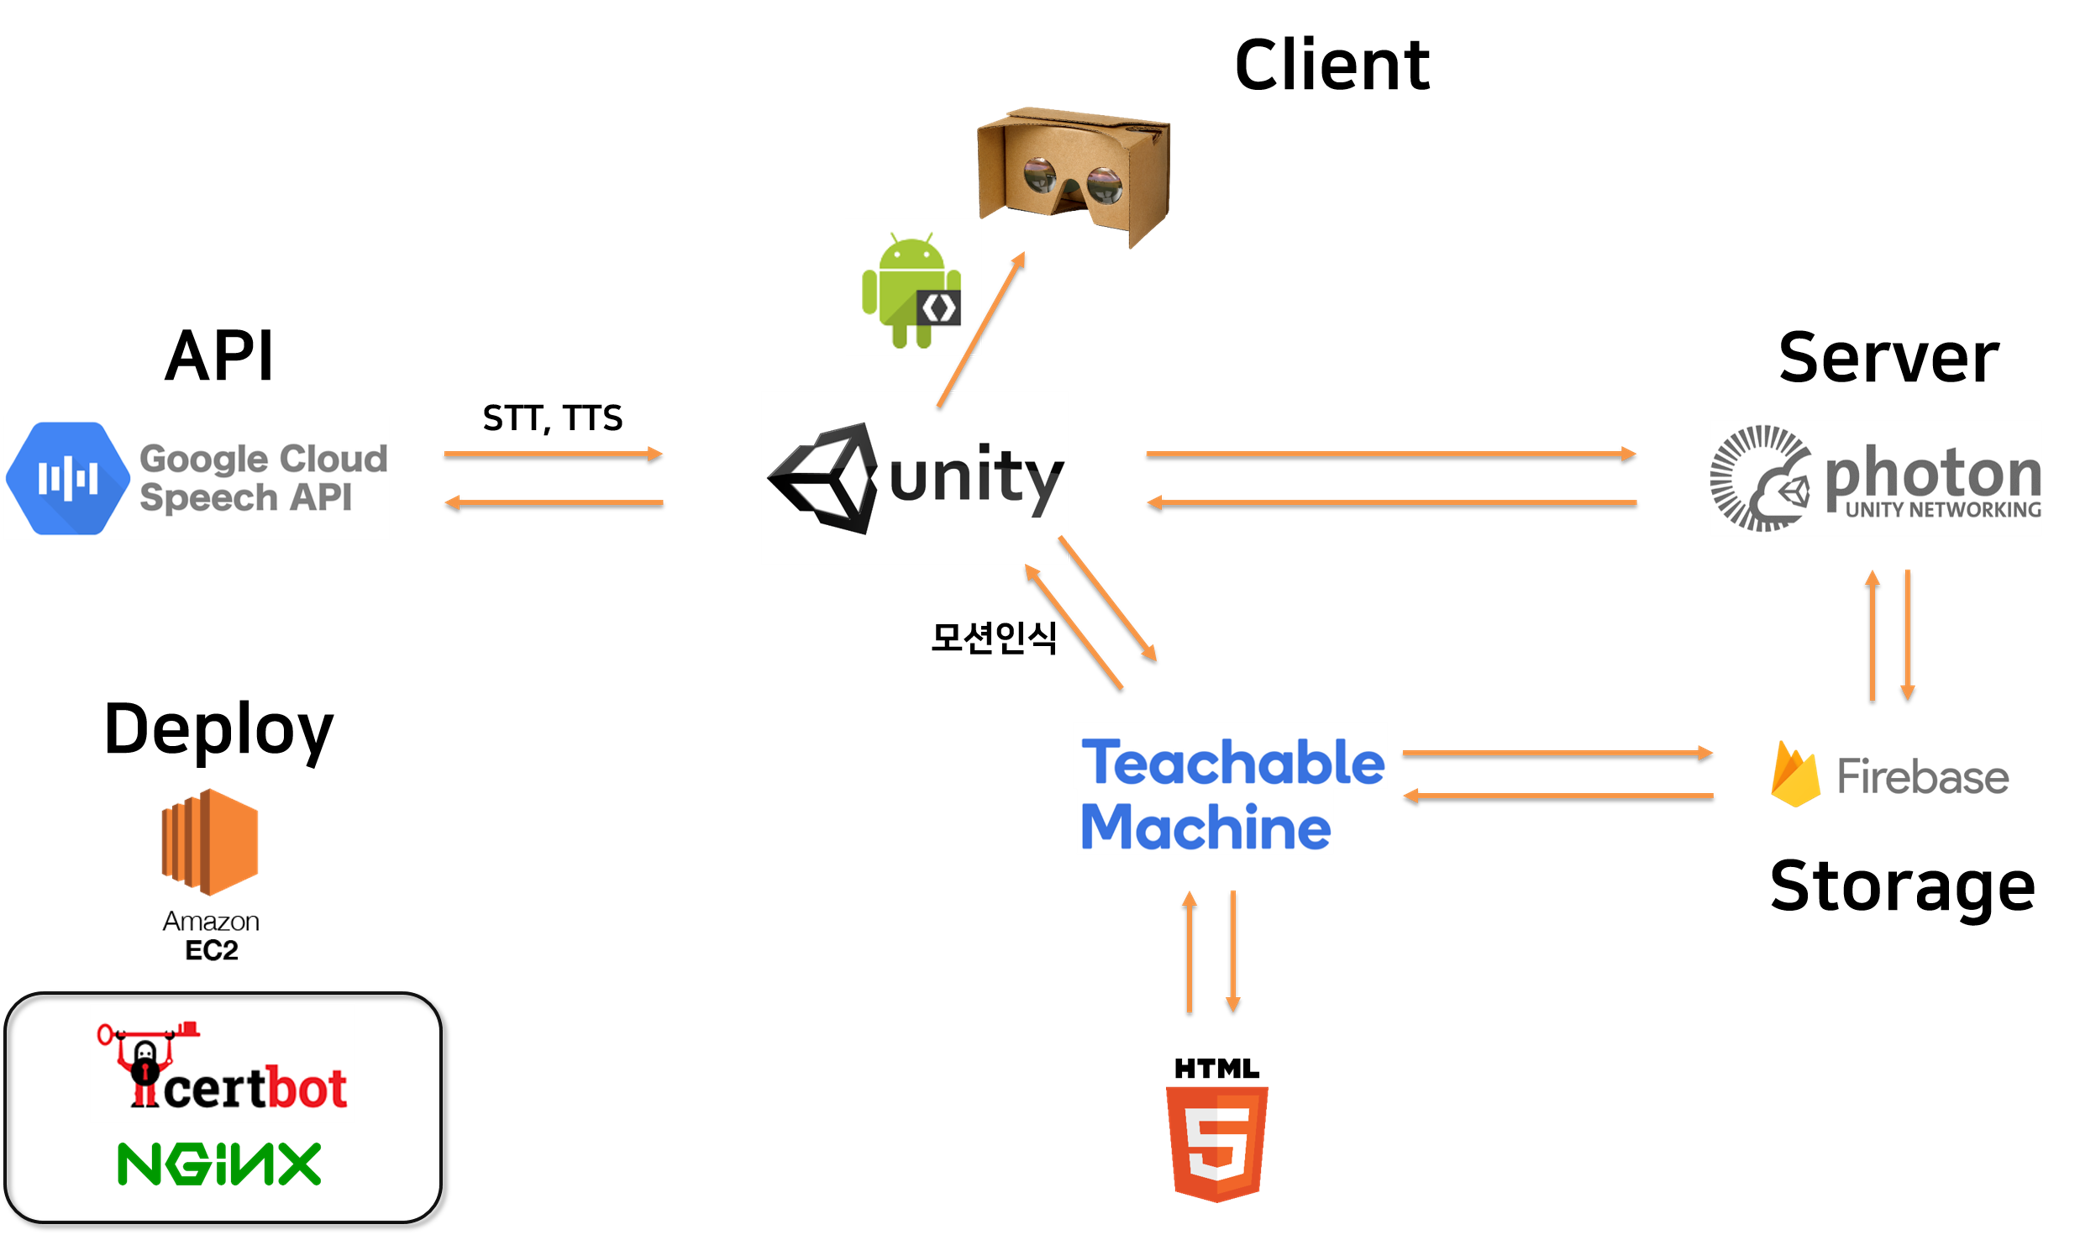 Client
API
Google Cloud
Speech API
STT, TTS
unity
Server
photon
UNITY NETWORKING
모션인식
Deploy
Amazon
EC2
Teachable
Machine
Firebase
Storage
certbot
NGINX
HTML
5